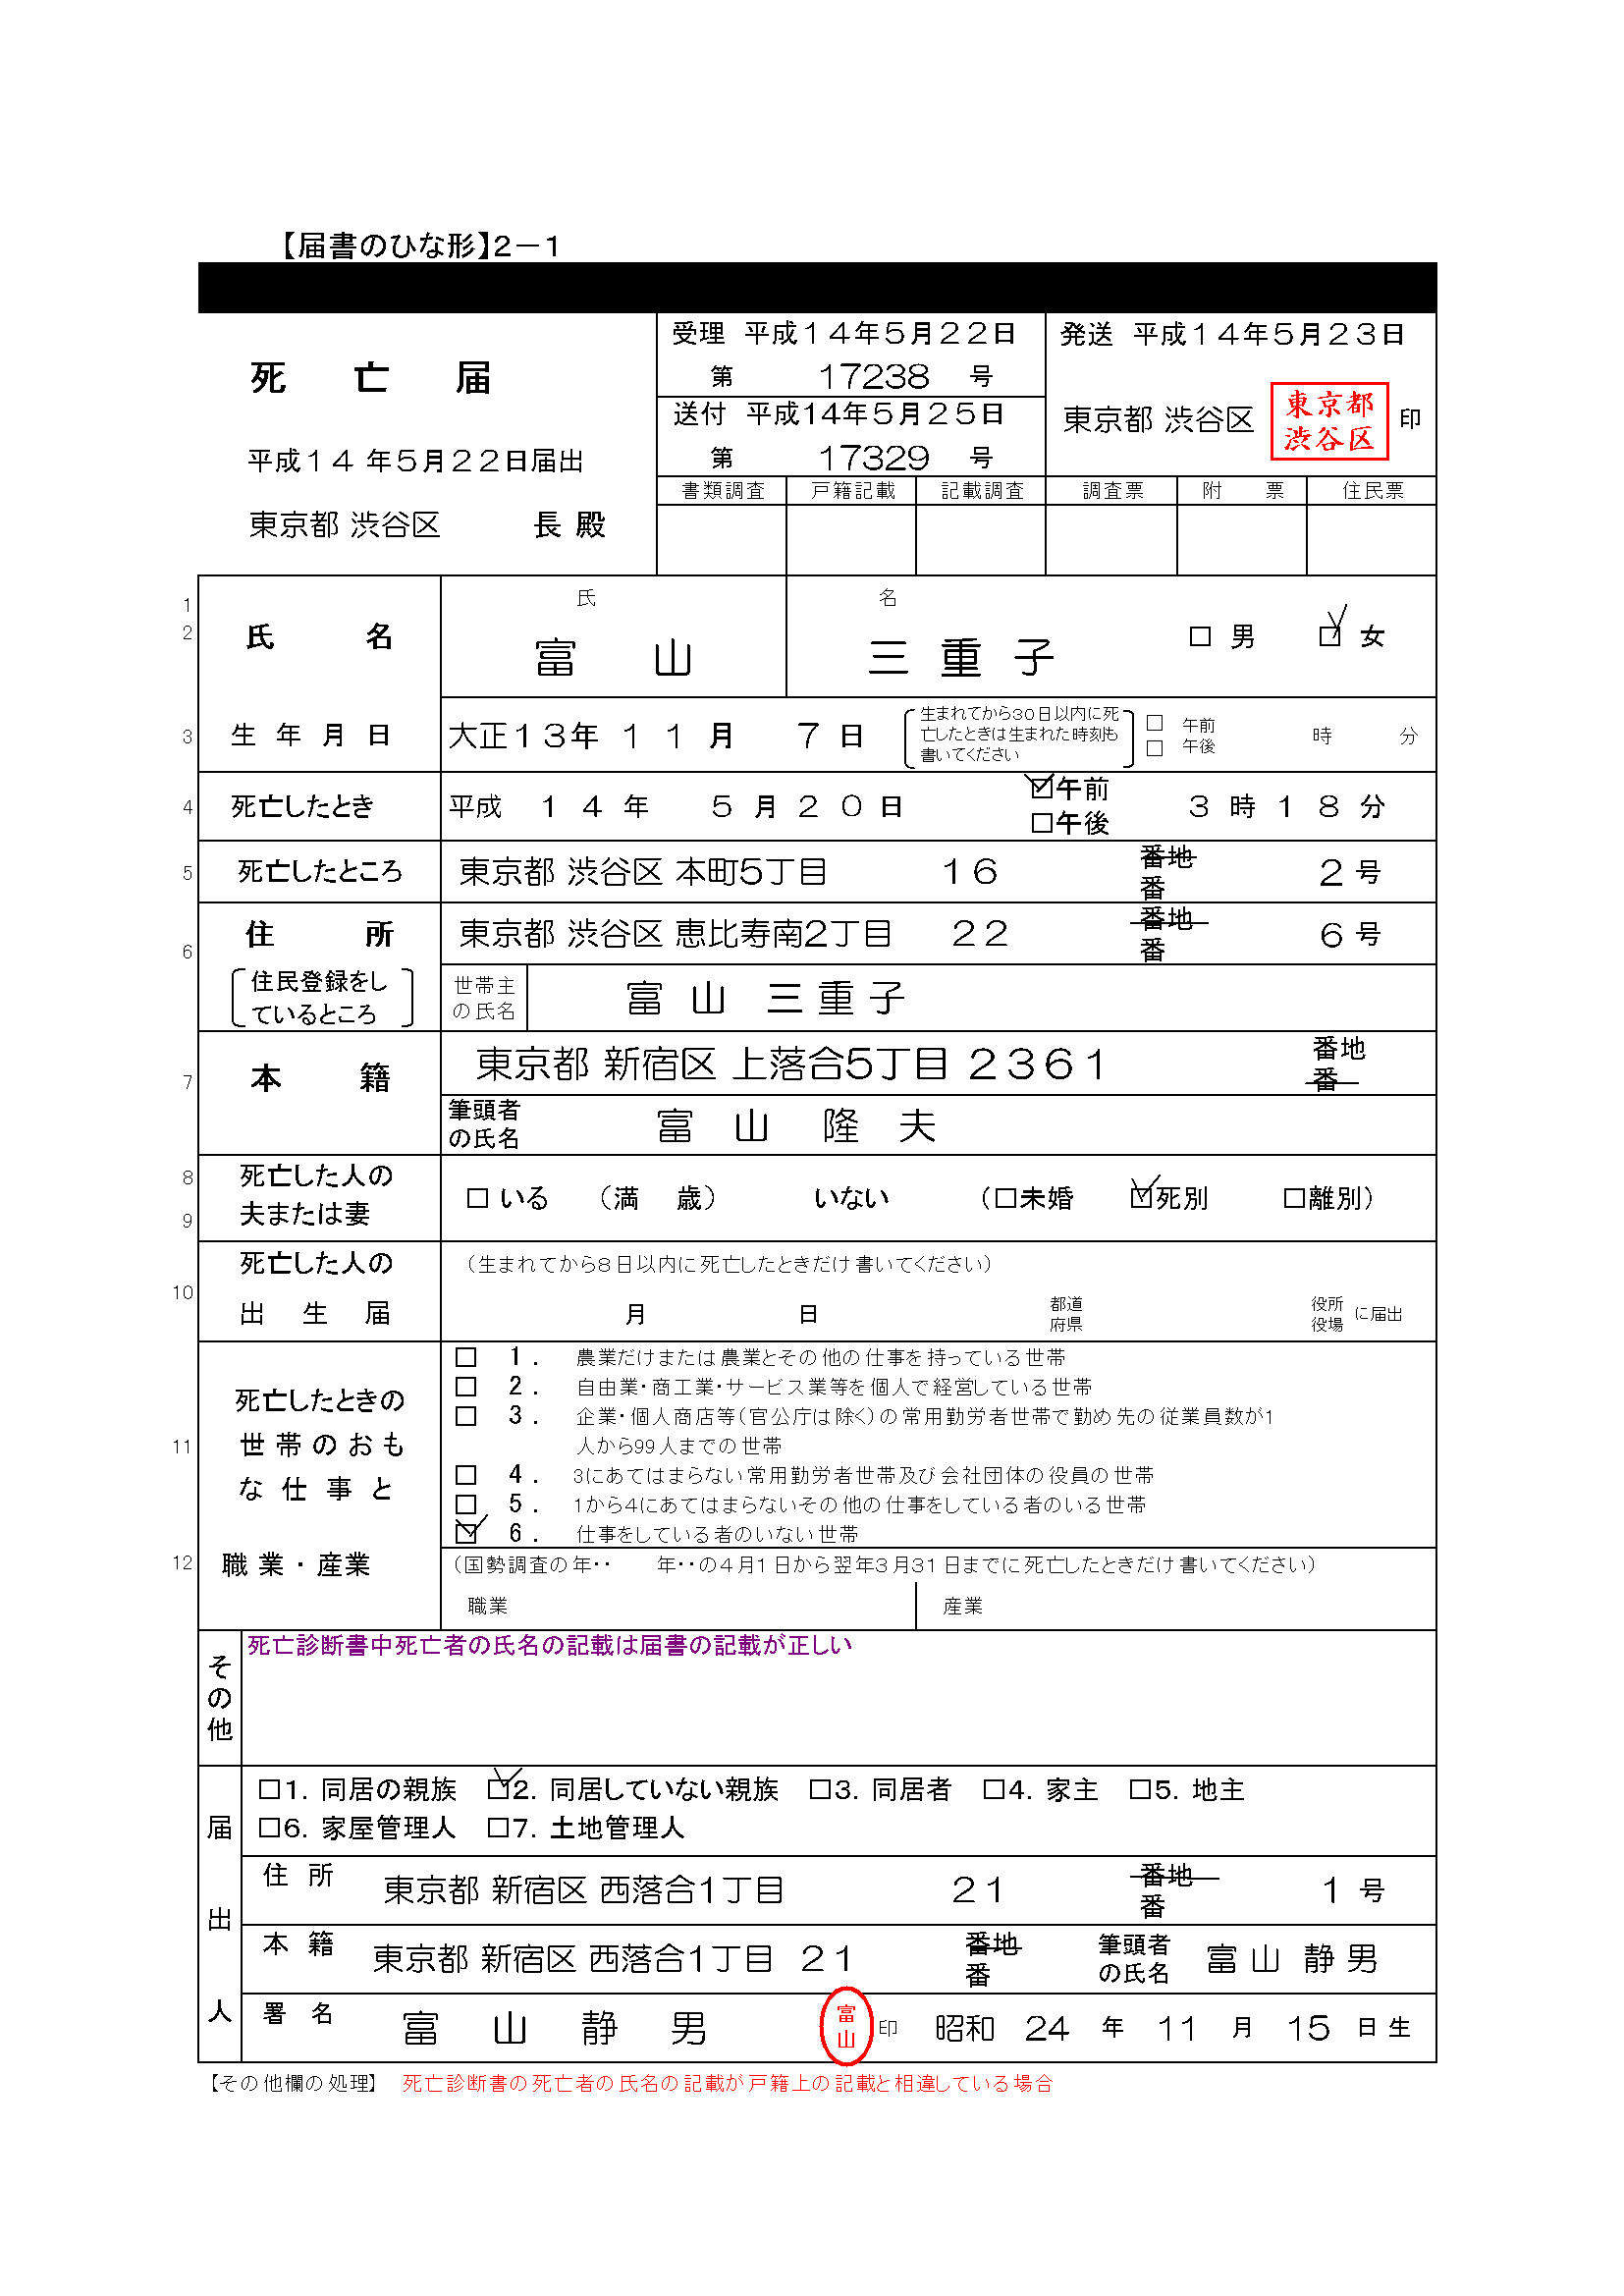 【届書のひな形】2－1
死亡届
平成１４年５月２２日届出
東京都 渋谷区 長 殿
受理 平成１４年５月２２日
第 17238 号
送付 平成14年５月２５日
第 17329 号
発送 平成１４年５月２３日
東京都 渋谷区 東京都渋谷区 印
書類調査 戸籍記載 記載調査 調査票 附票 住民票
1
2
氏名
氏 名
富山 三重子 □ 男 ☑ 女
3 生年月日 大正１３年１１月 ７日
生まれてから３０日以内に死
亡したときは生まれた時刻も
書いてください
□ 午前
□ 午後
時 分
4 死亡したとき 平成 １４年 ５月２０日
☑午前
□午後
３時１８分
5 死亡したところ 東京都 渋谷区 本町5丁目 １６ 番地 番 ２号
6 住所 東京都 渋谷区 恵比寿南2丁目 ２２ 番地 番 ６号
住民登録をし
ているところ
世帯主
の氏名
富山 三重子
7 本籍 東京都 新宿区 上落合5丁目 ２３６１ 番地 番
筆頭者
の氏名
富山 隆夫
8 死亡した人の
9 夫または妻
□ いる （満 歳） いない （□未婚 ☑死別 □離別）
10 死亡した人の
出生届
（生まれてから８日以内に死亡したときだけ書いてください）
月 日 都道府県 役所役場 に届出
11 死亡したときの
世帯のおも
な仕事と
□ １． 農業だけまたは農業とその他の仕事を持っている世帯
□ ２． 自由業・商工業・サービス業等を個人で経営している世帯
□ ３． 企業・個人商店等（官公庁は除く）の常用勤労者世帯で勤め先の従業員数が1
人から99人までの世帯
□ ４． 3にあてはまらない常用勤労者世帯及び会社団体の役員の世帯
□ ５． 1から4にあてはまらないその他の仕事をしている者のいる世帯
☑ ６． 仕事をしている者のいない世帯
12 職業・産業
（国勢調査の年・・ 年・・の４月１日から翌年３月３１日までに死亡したときだけ書いてください）
職業 産業
その他
死亡診断書中死亡者の氏名の記載は届書の記載が正しい
届出人
□1．同居の親族 ☑2．同居していない親族 □3．同居者 □4．家主 □5．地主
□6．家屋管理人 □7．土地管理人
住所 東京都 新宿区 西落合1丁目 ２１ 番地 番 １号
本籍 東京都 新宿区 西落合1丁目 ２１ 番地 番 筆頭者の氏名 富山 静男
署名 富山静男 富山 印 昭和 24 年 11 月 15 日生
【その他欄の処理】 死亡診断書の死亡者の氏名の記載が戸籍上の記載と相違している場合